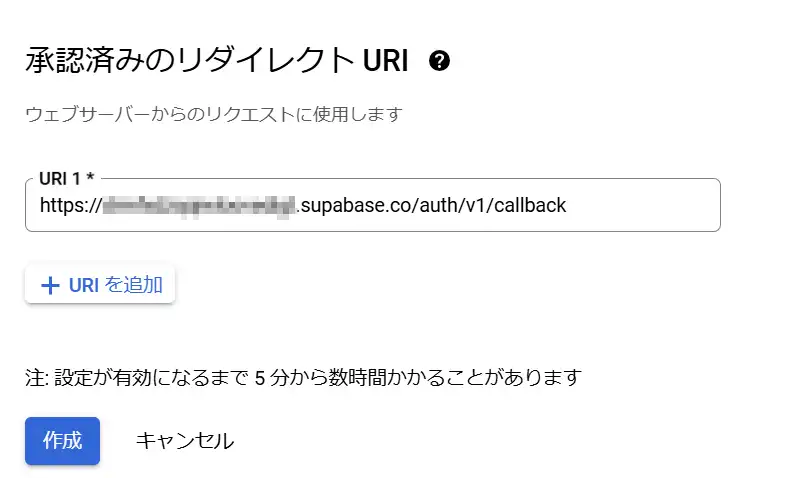 承認済みのリダイレクト URI
ウェブサーバーからのリクエストに使用します
URI 1 *
https://.supabase.co/auth/v1/callback
URI を追加
注: 設定が有効になるまで 5 分から数時間かかることがあります
作成
キャンセル